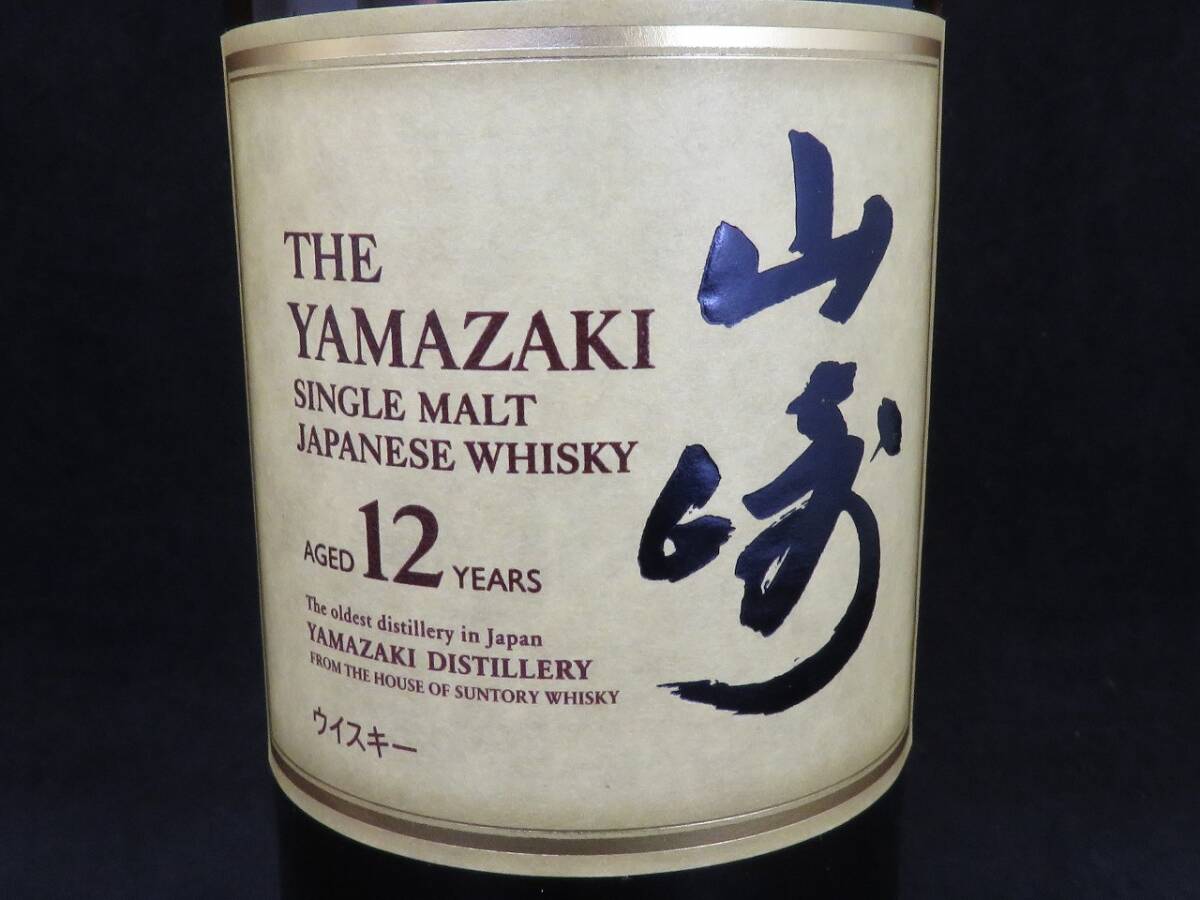 THE
YAMAZAKI
SINGLE MALT
JAPANESE WHISKY
AGED 12 YEARS
The oldest distillery in Japan
YAMAZAKI DISTILLERY
FROM THE HOUSE OF SUNTORY WHISKY
ウイスキー
山崎